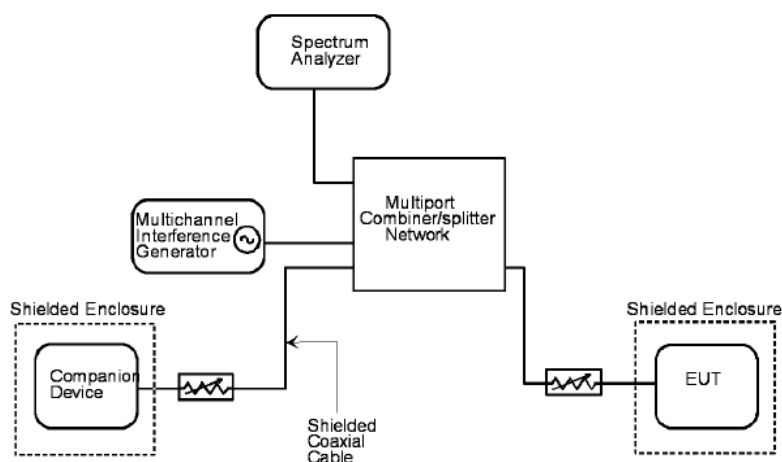 Spectrum
Analyzer
Multiport
Combiner/splitter
Network
Multichannel
Interference
Generator
Shielded Enclosure
Companion
Device
Shielded
Coaxial
Cable
Shielded Enclosure
EUT